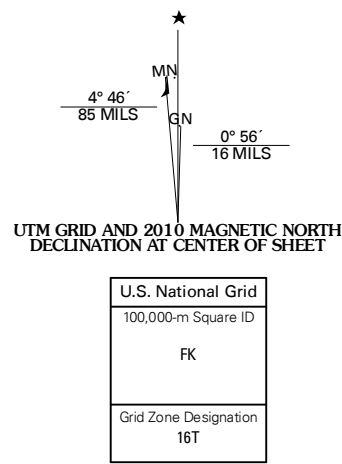 MN
4° 46´
85 MILS
GN
0° 56´
16 MILS
UTM GRID AND 2010 MAGNETIC NORTH
DECLINATION AT CENTER OF SHEET
U.S. National Grid
100,000-m Square ID
FK
Grid Zone Designation
16T